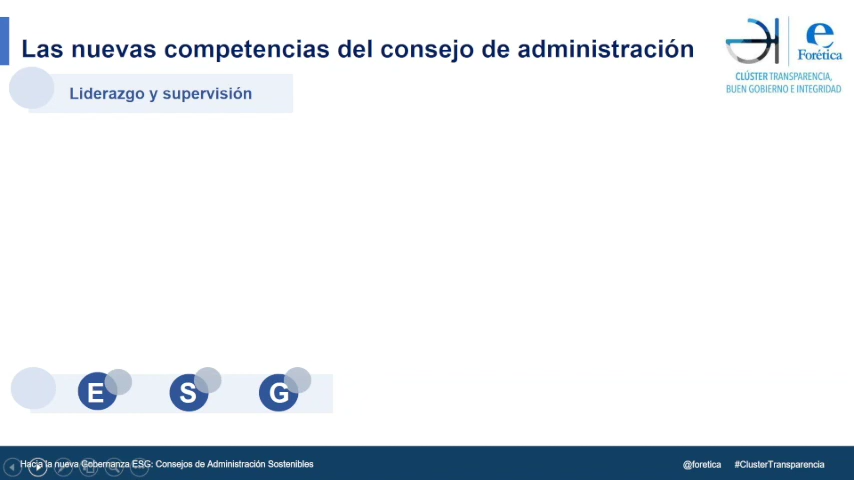 Las nuevas competencias del consejo de administración
e
Forética
CLÚSTER TRANSPARENCIA,
BUEN GOBIERNO E INTEGRIDAD
Liderazgo y supervisión
E S G
Hacia la nueva Gobernanza ESG: Consejos de Administración Sostenibles
@foretica #ClusterTransparencia